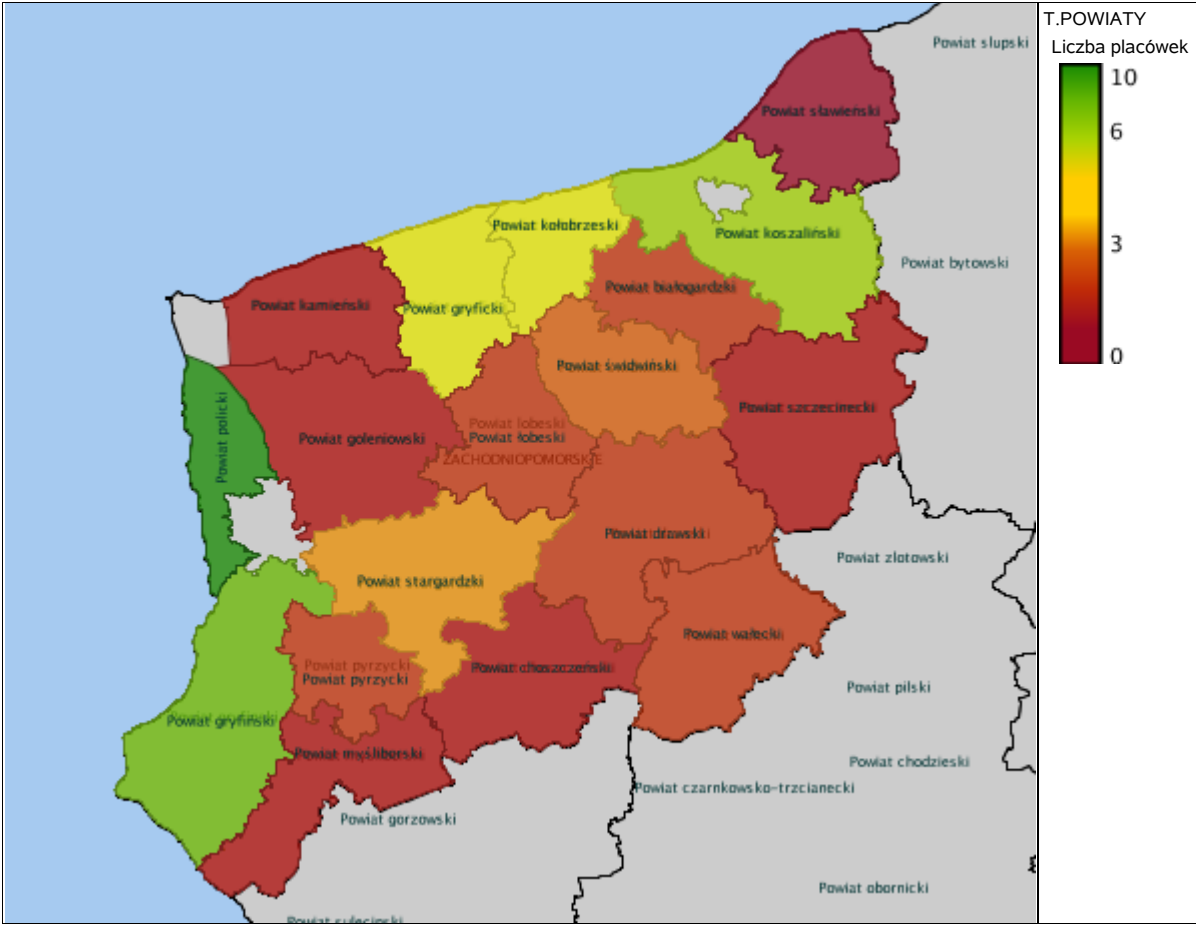 T.POWIATY
Liczba placówek
10
6
3
0
Powiat slupski
Powiat sławieński
Powiat kołobrzeski
Powiat koszaliński
Powiat bytowski
Powiat białogardzki
Powiat kamieński
Powiat gryficki
Powiat świdwiński
Powiat policki
Powiat szczecinecki
Powiat lobeski
Powiat łobeski
Powiat goleniowski
ZACHODNIOPOMORSKIE
Powiat drawski
Powiat zlotowski
Powiat stargardzki
Powiat wałecki
Powiat pyrzycki
Powiat pyrzycki
Powiat choszczeński
Powiat pilski
Powiat gryfiński
Powiat myśliborski
Powiat chodzieski
Powiat czarnkowsko-trzcianecki
Powiat gorzowski
Powiat obornicki
Powiat sulecinski